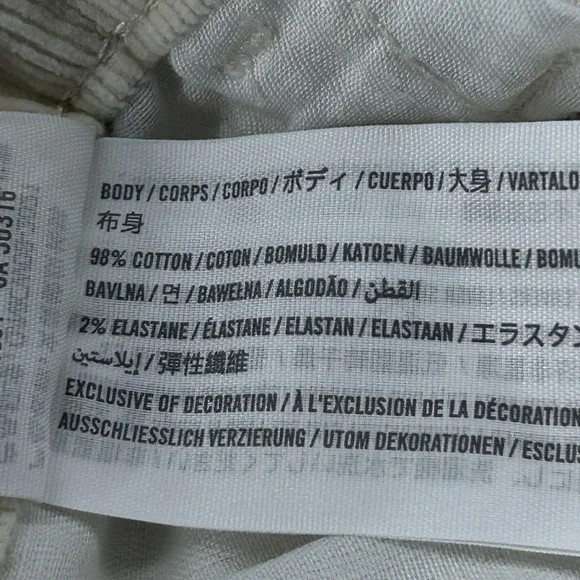 BODY / CORPS / CORPO / ボディ / CUERPO / 大身 / VARTALO
布身
98% COTTON / COTON / BOMULD / KATOEN / BAUMWOLLE / BOMU
BAVLNA / 면 / BAWEŁNA / ALGODÃO / القطن
2% ELASTANE / ÉLASTANE / ELASTAN / ELASTAAN / エラスタン
إيلاستين / 彈性纖維
EXCLUSIVE OF DECORATION / À L'EXCLUSION DE LA DÉCORATION
AUSSCHLIESSLICH VERZIERUNG / UTOM DEKORATIONEN / ESCLUS